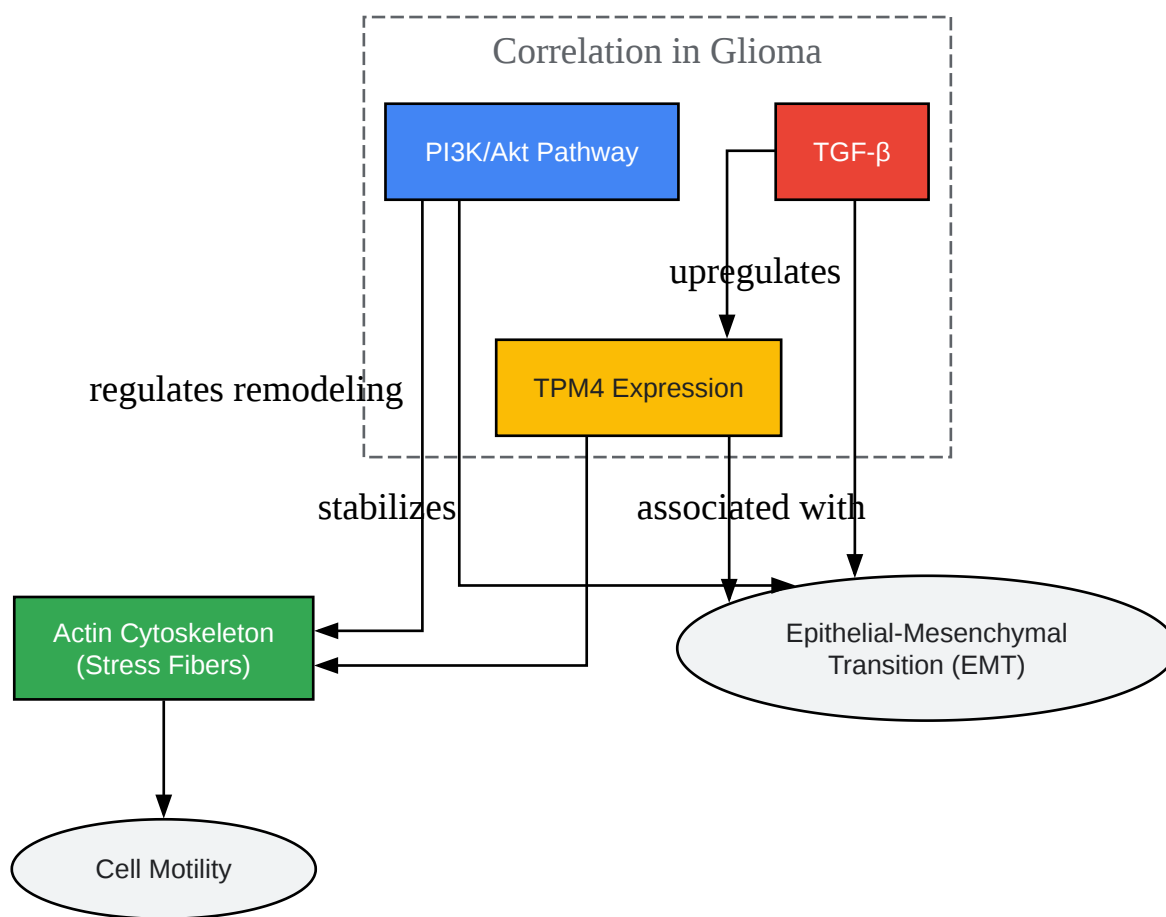 Correlation in Glioma
PI3K/Akt Pathway
TGF-β
upregulates
TPM4 Expression
regulates remodeling
stabilizes
associated with
Actin Cytoskeleton
(Stress Fibers)
Epithelial-Mesenchymal
Transition (EMT)
Cell Motility